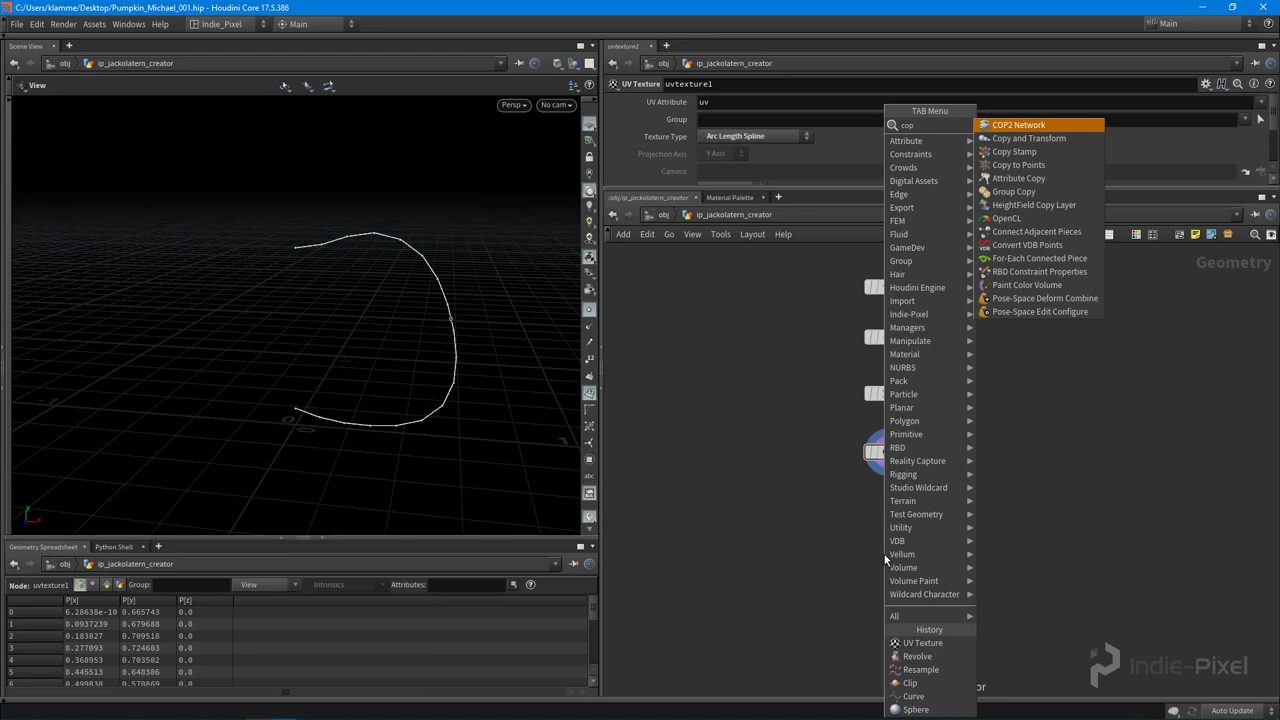 C:/Users/klamme/Desktop/Pumpkin_Michael_001.hip - Houdini Core 17.5.386
File Edit Render Assets Windows Help Indie_Pixel Main Main
Scene View
obj ip_jackolatern_creator
View
Persp No cam
uvtexture1
obj ip_jackolatern_creator
UV Texture uvtexture1
UV Attribute uv
Group
Texture Type Arc Length Spline
Projection Axis Y Axis
Camera
/obj/ip_jackolatern_creator Material Palette
obj ip_jackolatern_creator
Add Edit Go View Tools Layout Help
Geometry
TAB Menu
cop
Attribute
Constraints
Crowds
Digital Assets
Edge
Export
FEM
Fluid
GameDev
Group
Hair
Houdini Engine
Import
Indie-Pixel
Managers
Manipulate
Material
NURBS
Pack
Particle
Planar
Polygon
Primitive
RBD
Reality Capture
Rigging
Studio Wildcard
Terrain
Test Geometry
Utility
VDB
Vellum
Volume
Volume Paint
Wildcard Character
All
History
UV Texture
Revolve
Resample
Clip
Curve
Sphere
COP2 Network
Copy and Transform
Copy Stamp
Copy to Points
Attribute Copy
Group Copy
HeightField Copy Layer
OpenCL
Connect Adjacent Pieces
Convert VDB Points
For-Each Connected Piece
RBD Constraint Properties
Paint Color Volume
Pose-Space Deform Combine
Pose-Space Edit Configure
Geometry Spreadsheet Python Shell
obj ip_jackolatern_creator
Node: uvtexture1 Group: View Intrinsics Attributes:
P[x] P[y] P[z]
0 6.28638e-10 0.665743 0.0
1 0.0937239 0.679688 0.0
2 0.183827 0.709518 0.0
3 0.277093 0.724603 0.0
4 0.368953 0.703502 0.0
5 0.445513 0.648386 0.0
6 0.499838 0.570869 0.0
Indie-Pixel
or
Auto Update